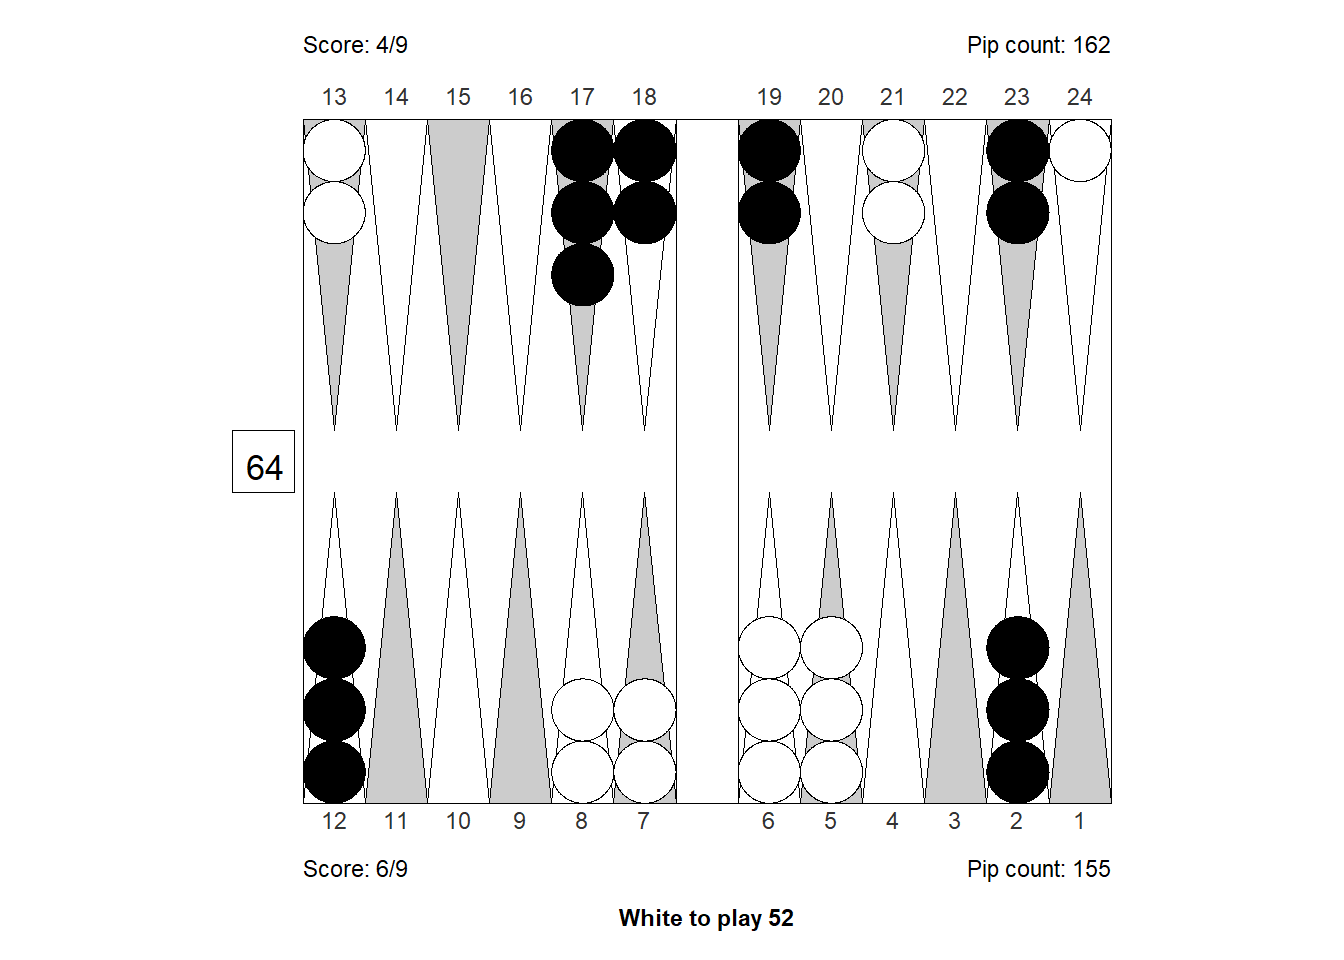 Score: 4/9 Pip count: 162
13 14 15 16 17 18 19 20 21 22 23 24
64
12 11 10 9 8 7 6 5 4 3 2 1
Score: 6/9 Pip count: 155
White to play 52